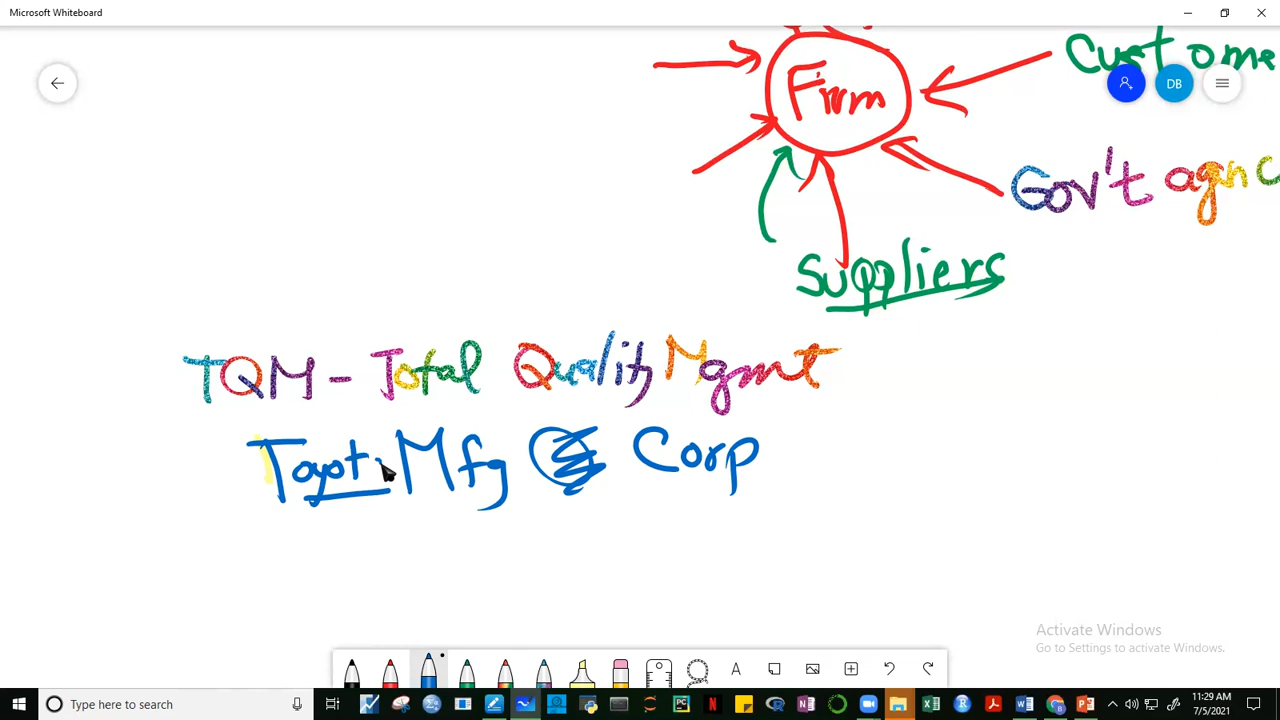 Microsoft Whiteboard
Custome
Firm
DB
Gov't agnc
Suppliers
TQM - Total Quality Mgmt
Toyot Mfg Corp
Activate Windows
Go to Settings to activate Windows.
A
Type here to search
11:29 AM
7/5/2021